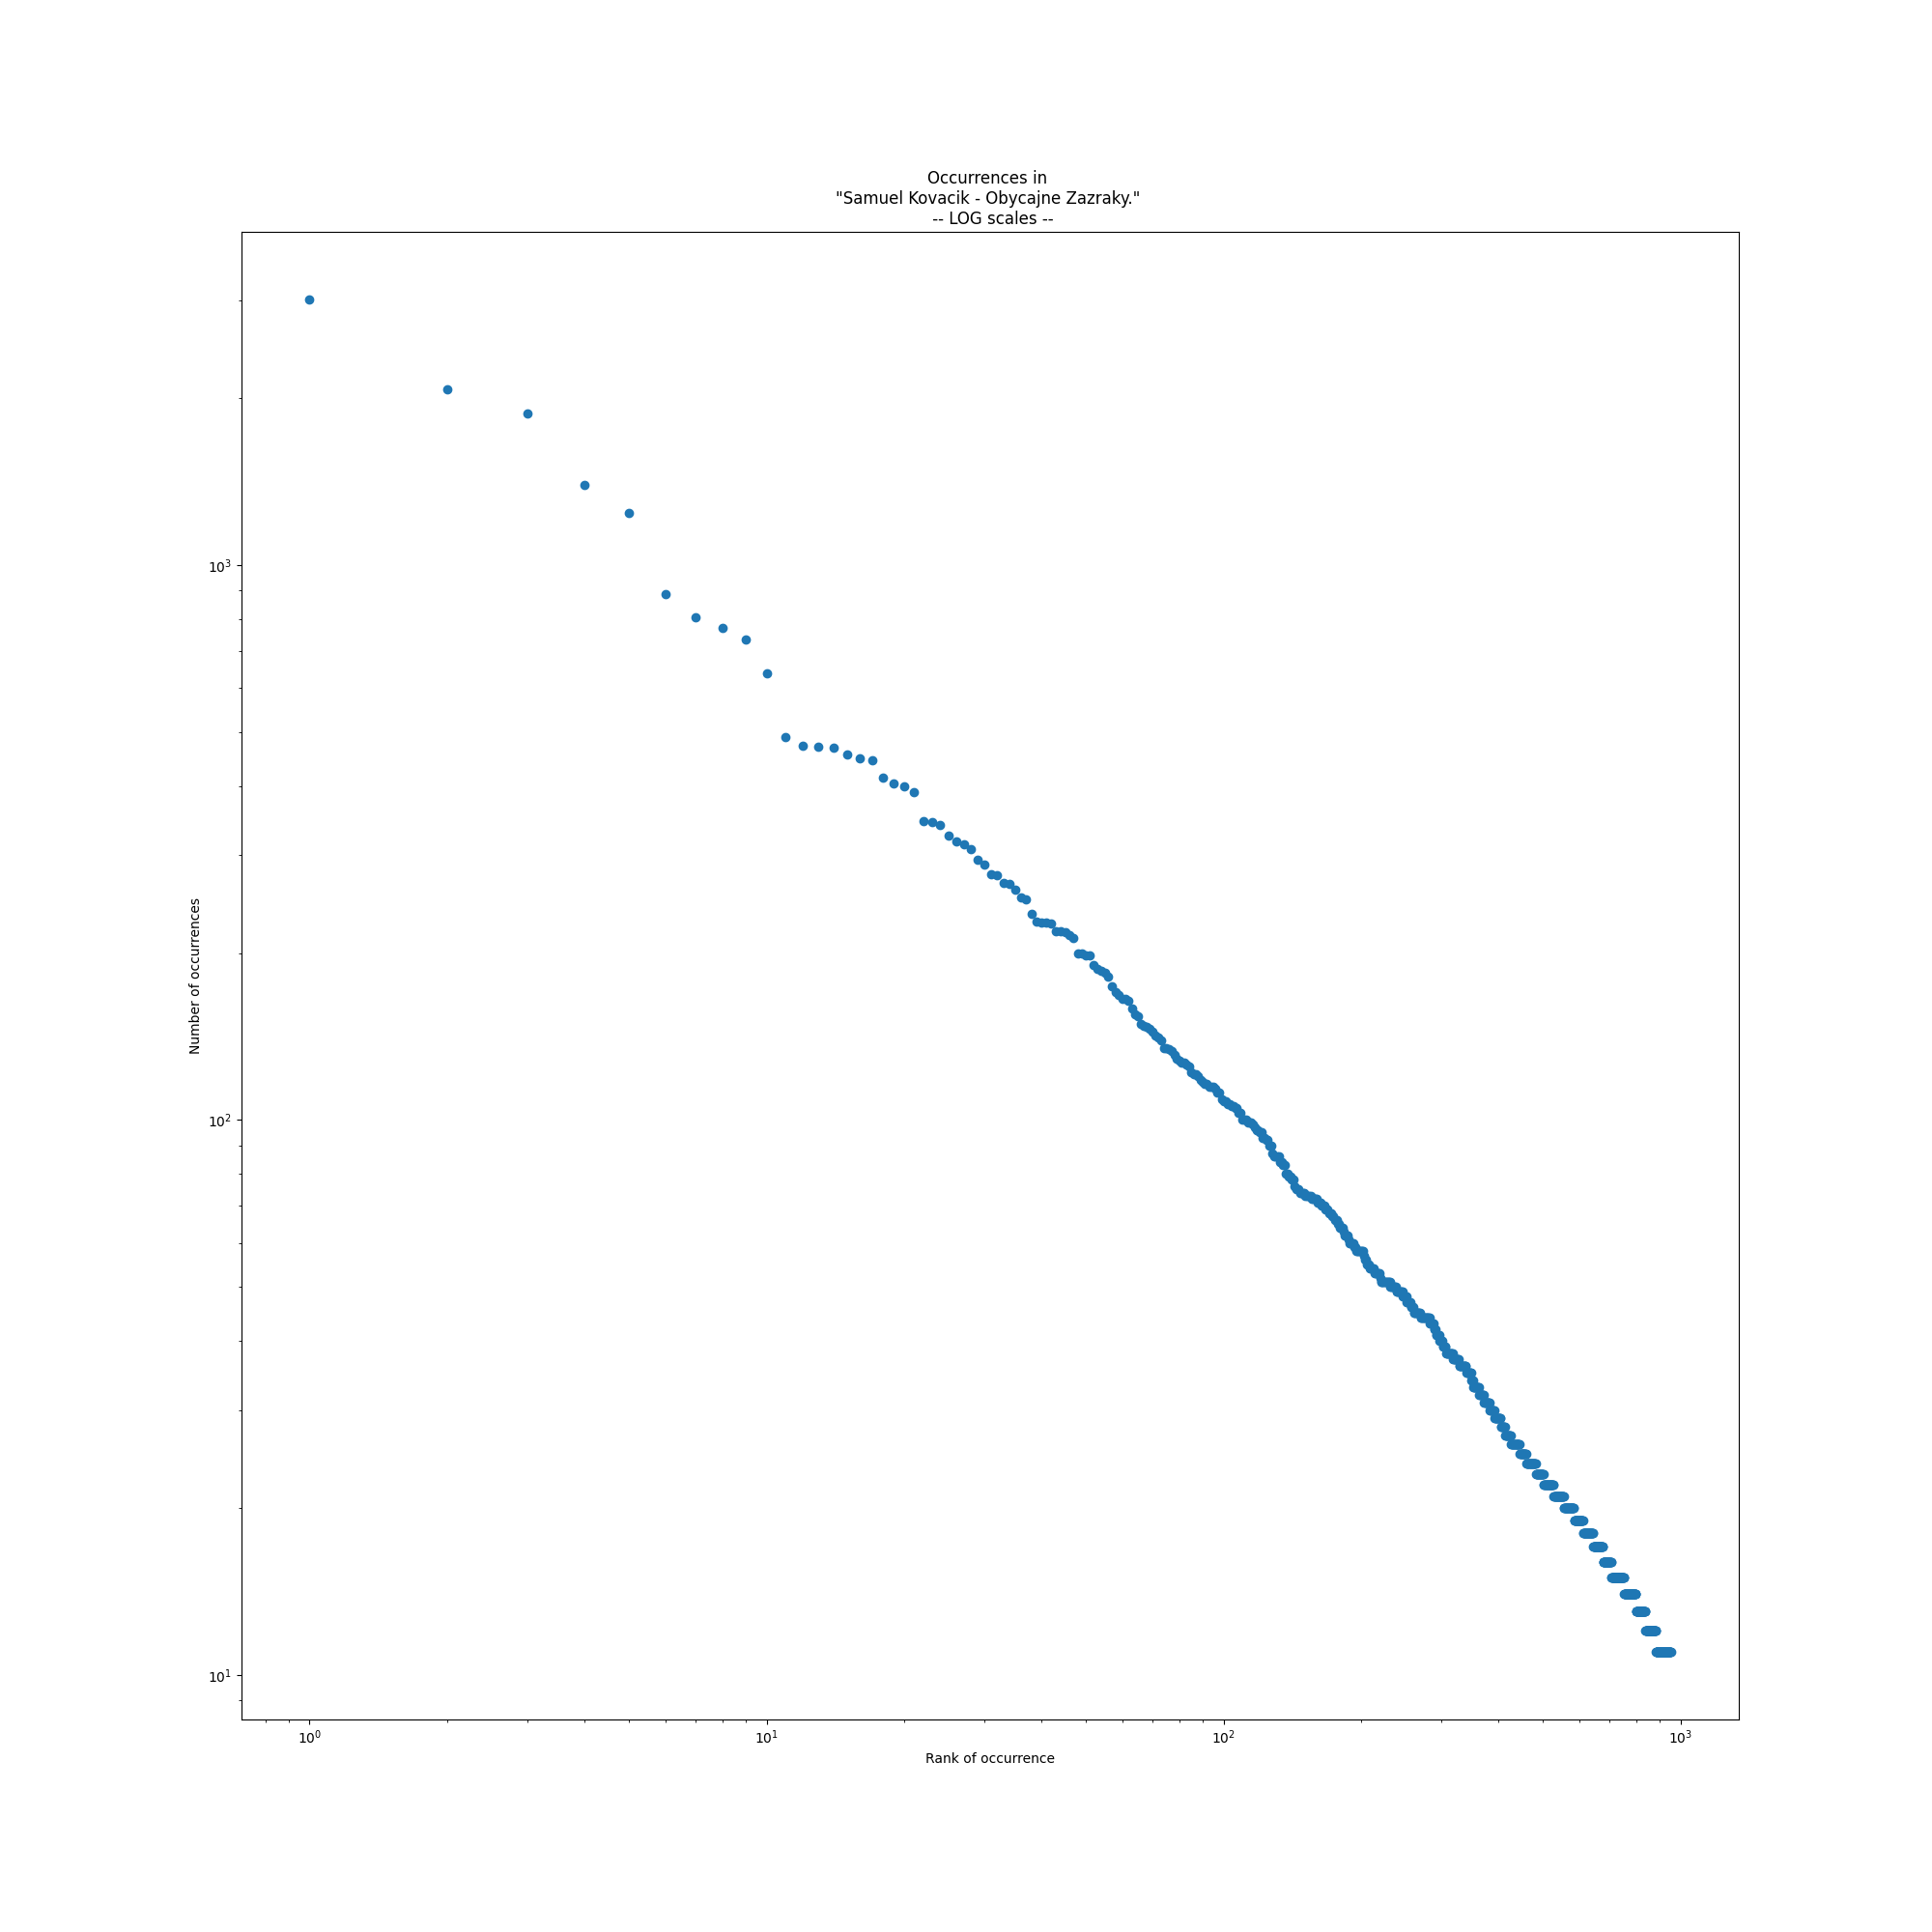 Occurrences in
"Samuel Kovacik - Obycajne Zazraky."
-- LOG scales --
Number of occurrences
10³
10²
10¹
10⁰
10¹
10²
10³
Rank of occurrence